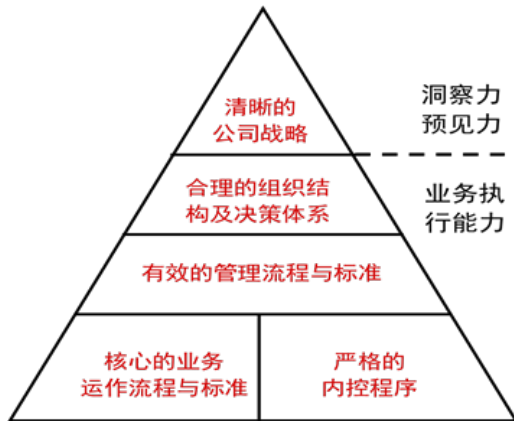 清晰的
公司战略
洞察力
预见力
合理的组织结
构及决策体系
业务执
行能力
有效的管理流程与标准
核心的业务
运作流程与标准
严格的
内控程序